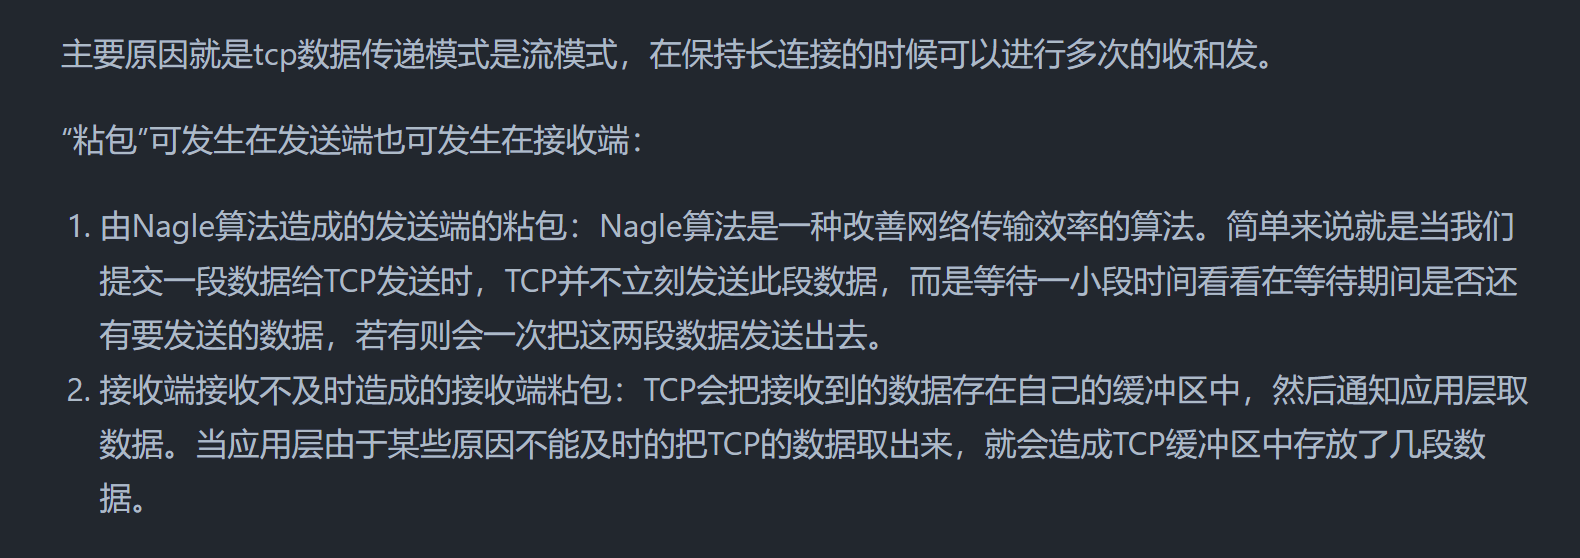 主要原因就是tcp数据传递模式是流模式，在保持长连接的时候可以进行多次的收和发。
“粘包”可发生在发送端也可发生在接收端：
1. 由Nagle算法造成的发送端的粘包：Nagle算法是一种改善网络传输效率的算法。简单来说就是当我们
提交一段数据给TCP发送时，TCP并不立刻发送此段数据，而是等待一小段时间看看在等待期间是否还
有要发送的数据，若有则会一次把这两段数据发送出去。
2. 接收端接收不及时造成的接收端粘包：TCP会把接收到的数据存在自己的缓冲区中，然后通知应用层取
数据。当应用层由于某些原因不能及时的把TCP的数据取出来，就会造成TCP缓冲区中存放了几段数
据。